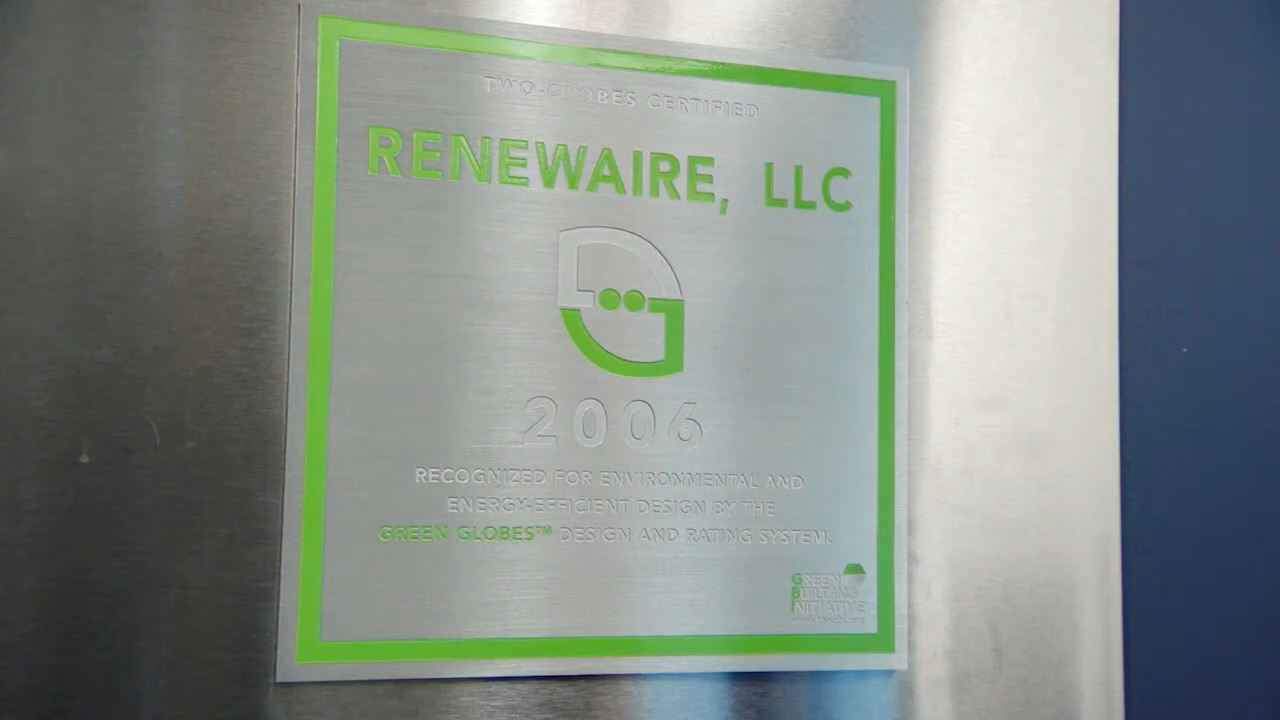 TWO-GLOBES CERTIFIED
RENEWAIRE, LLC
2006
RECOGNIZED FOR ENVIRONMENTAL AND
ENERGY-EFFICIENT DESIGN BY THE
GREEN GLOBES™ DESIGN AND RATING SYSTEM.
GREEN
BUILDING
INITIATIVE